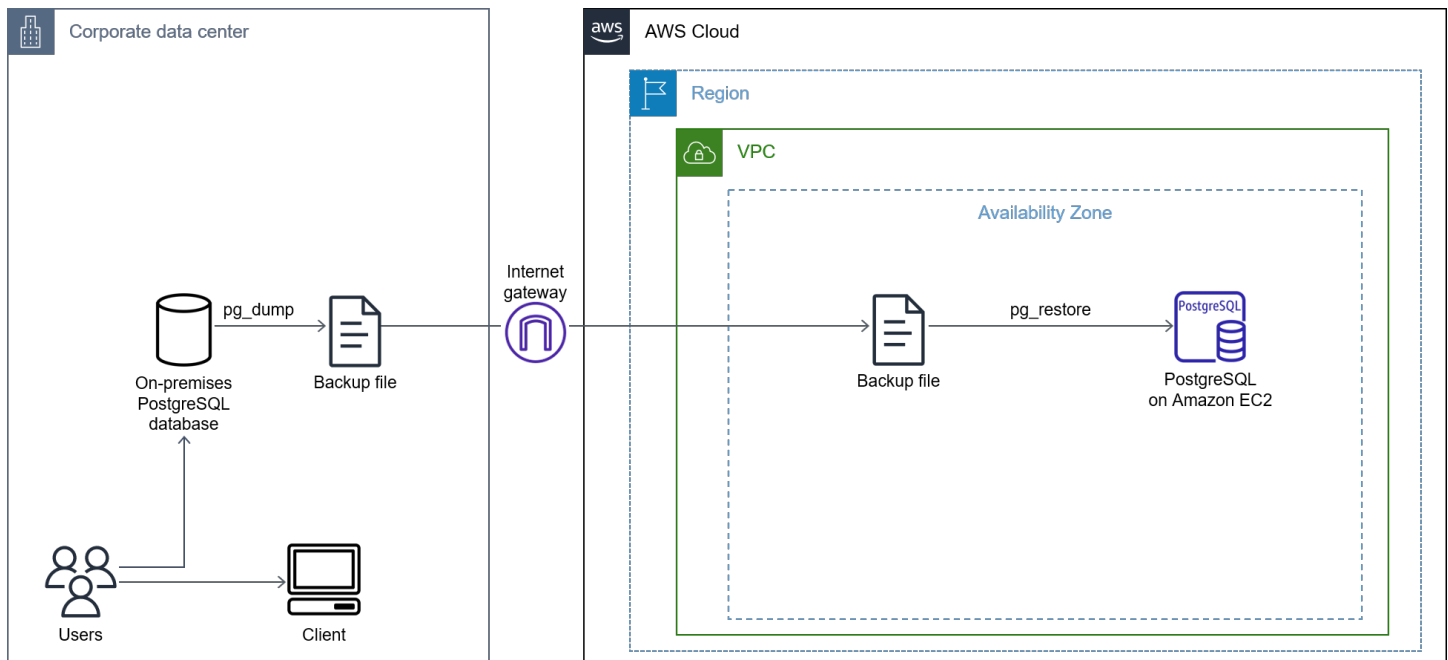 Corporate data center
aws
AWS Cloud
Region
VPC
Availability Zone
Internet
gateway
pg_dump
pg_restore
PostgreSQL
On-premises
PostgreSQL
database
Backup file
Backup file
PostgreSQL
on Amazon EC2
Users
Client